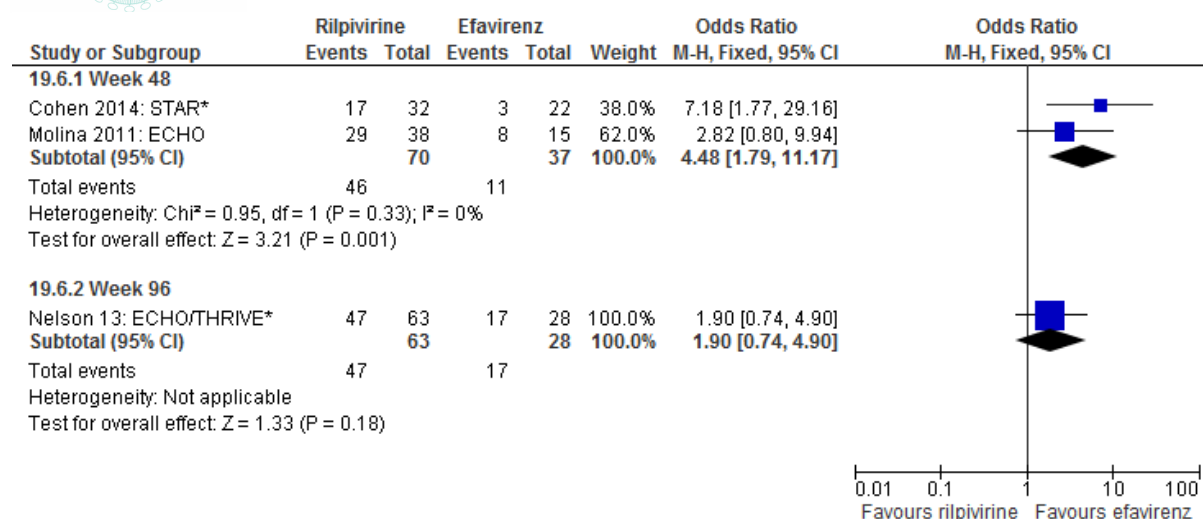 Rilpivirine Efavirenz Odds Ratio Odds Ratio
Study or Subgroup Events Total Events Total Weight M-H, Fixed, 95% CI M-H, Fixed, 95% CI
19.6.1 Week 48
Cohen 2014: STAR* 17 32 3 22 38.0% 7.18 [1.77, 29.16]
Molina 2011: ECHO 29 38 8 15 62.0% 2.82 [0.80, 9.94]
Subtotal (95% CI) 70 37 100.0% 4.48 [1.79, 11.17]
Total events 46 11
Heterogeneity: Chi² = 0.95, df = 1 (P = 0.33); I² = 0%
Test for overall effect: Z = 3.21 (P = 0.001)
19.6.2 Week 96
Nelson 13: ECHO/THRIVE* 47 63 17 28 100.0% 1.90 [0.74, 4.90]
Subtotal (95% CI) 63 28 100.0% 1.90 [0.74, 4.90]
Total events 47 17
Heterogeneity: Not applicable
Test for overall effect: Z = 1.33 (P = 0.18)
0.01 0.1 1 10 100
Favours rilpivirine Favours efavirenz